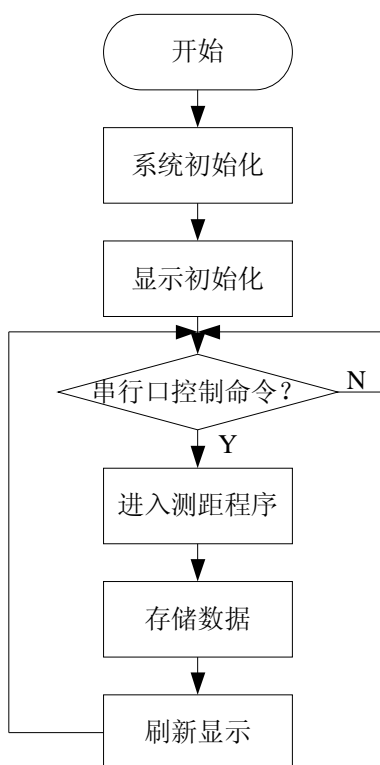 开始
系统初始化
显示初始化
串行口控制命令？
N
Y
进入测距程序
存储数据
刷新显示